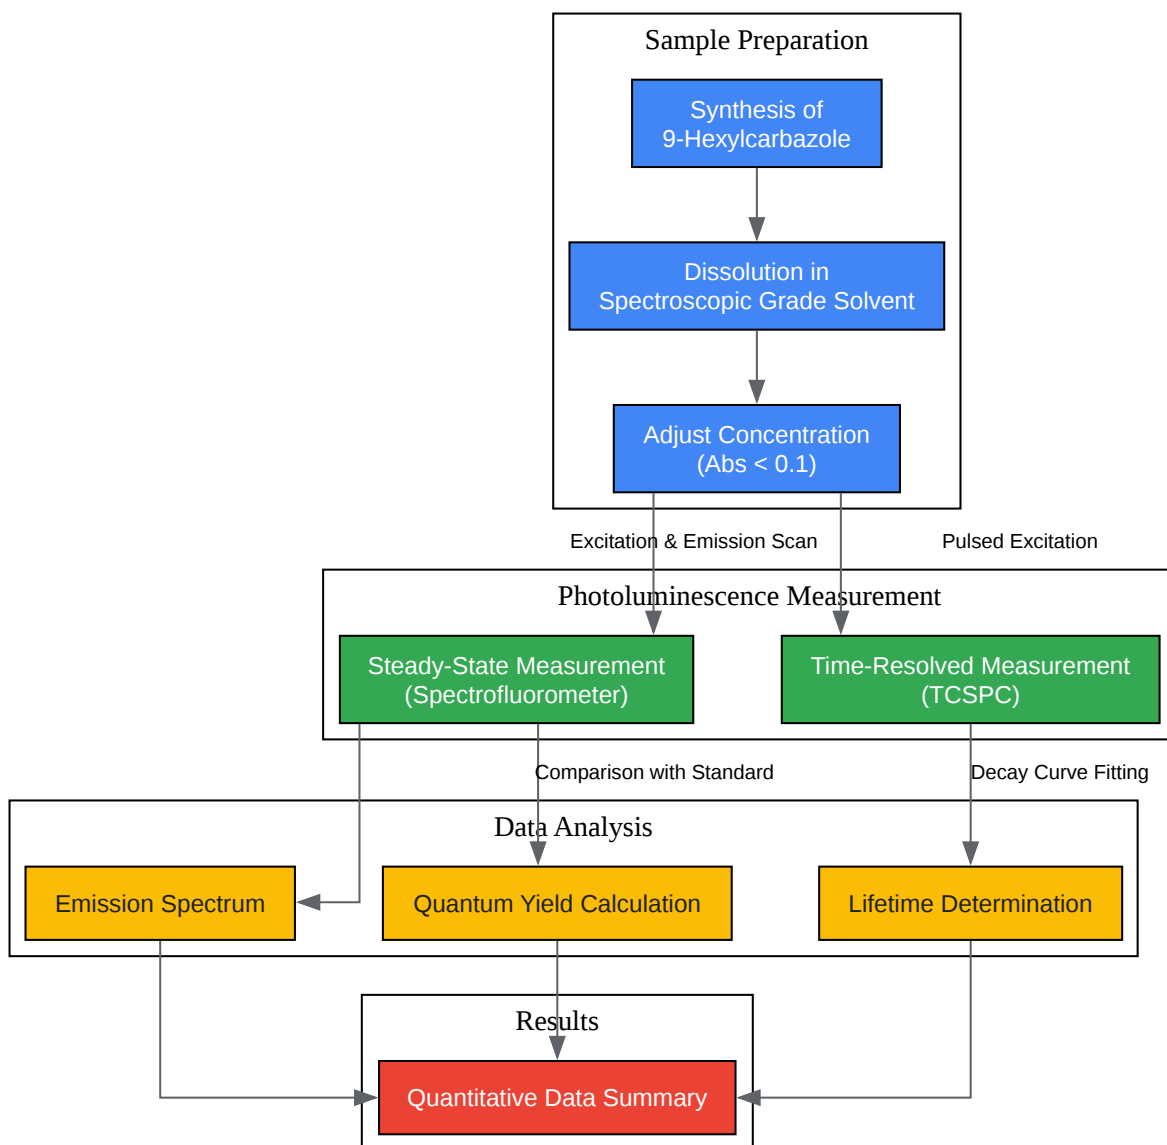 Sample Preparation
Synthesis of
9-Hexylcarbazole
Dissolution in
Spectroscopic Grade Solvent
Adjust Concentration
(Abs < 0.1)
Excitation & Emission Scan
Pulsed Excitation
Photoluminescence Measurement
Steady-State Measurement
(Spectrofluorometer)
Time-Resolved Measurement
(TCSPC)
Comparison with Standard
Decay Curve Fitting
Data Analysis
Emission Spectrum
Quantum Yield Calculation
Lifetime Determination
Results
Quantitative Data Summary